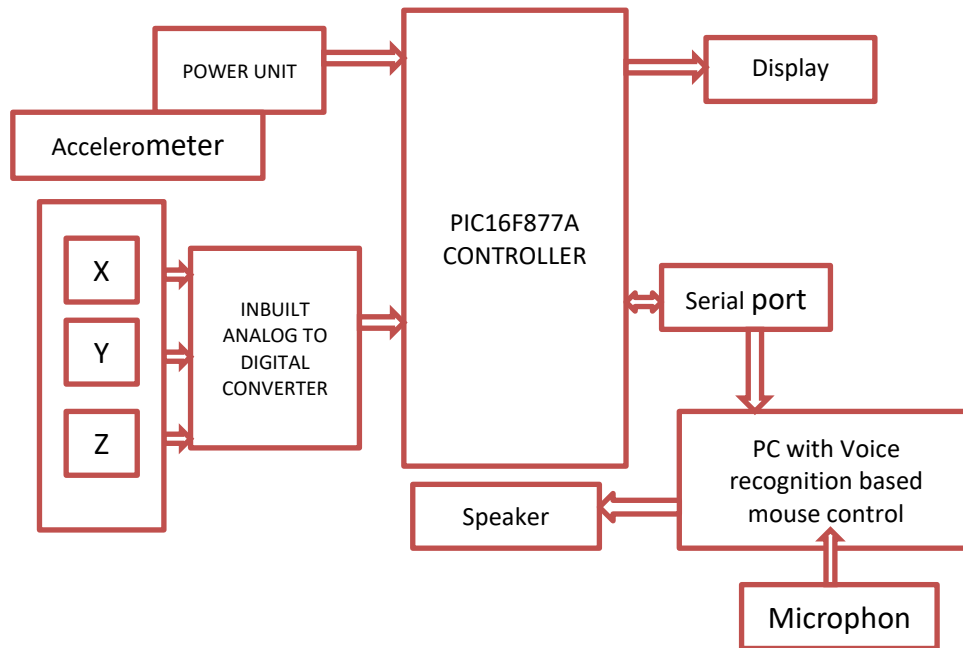 POWER UNIT
Display
Accelerometer
PIC16F877A
CONTROLLER
X
Y
Z
INBUILT
ANALOG TO
DIGITAL
CONVERTER
Serial port
PC with Voice
recognition based
mouse control
Speaker
Microphon